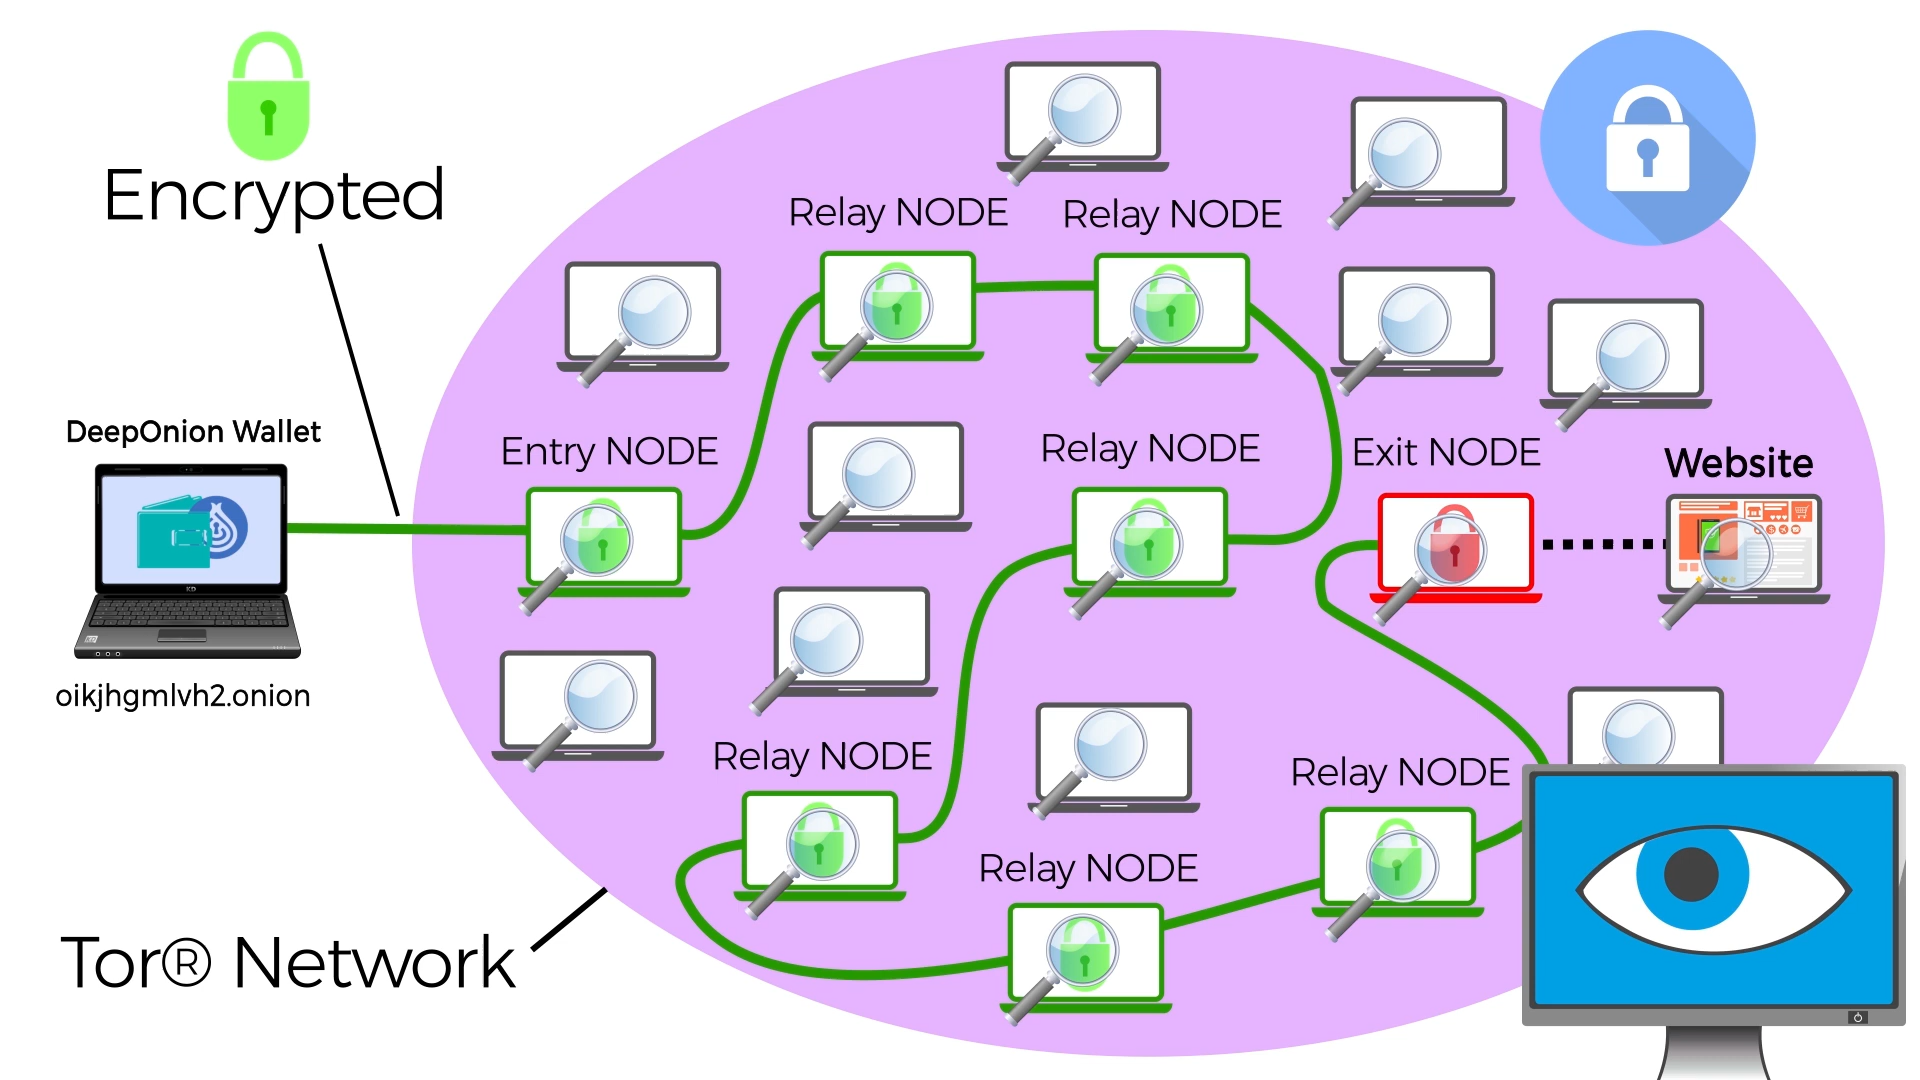 Encrypted
Relay NODE
Relay NODE
DeepOnion Wallet
Entry NODE
Relay NODE
Exit NODE
Website
KD
oikjhgmlvh2.onion
Relay NODE
Relay NODE
Relay NODE
Tor® Network